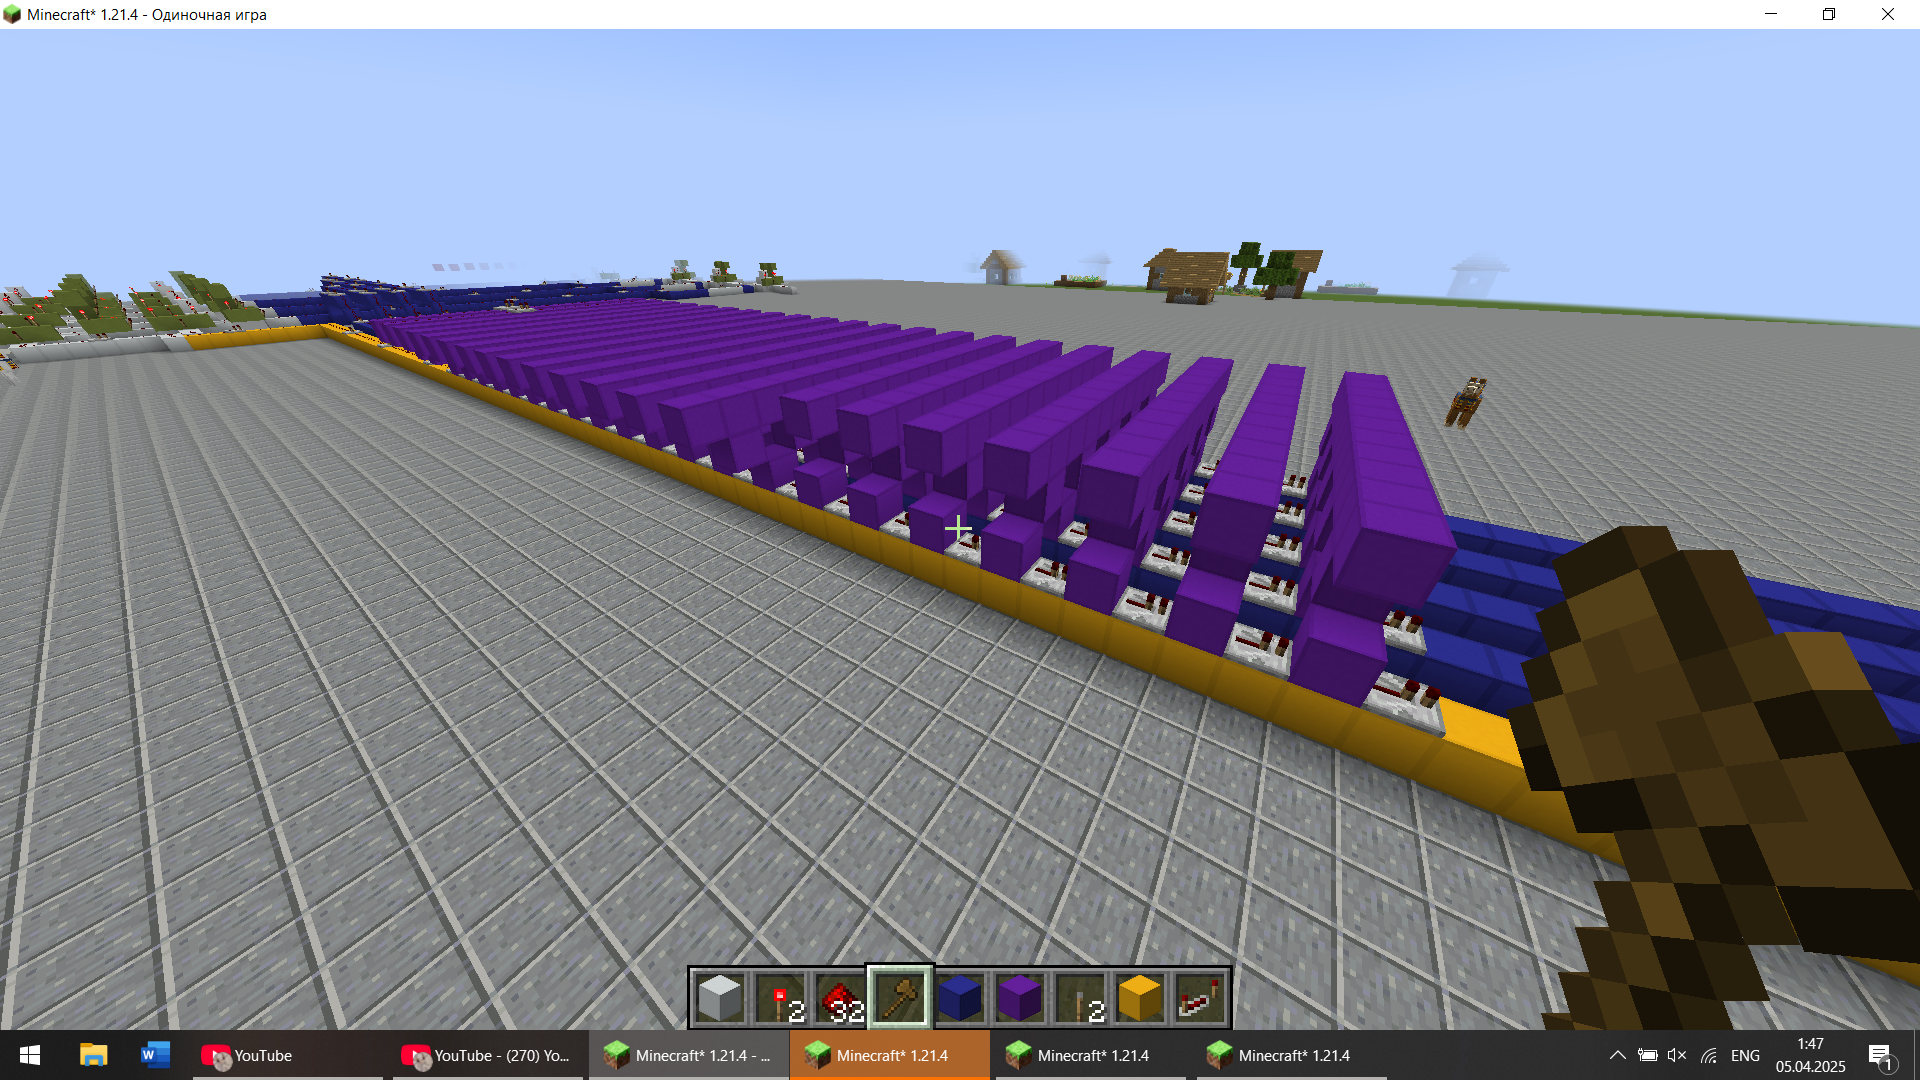 Minecraft* 1.21.4 - Одиночная игра
2
32
2
W
YouTube
YouTube - (270) Yo...
Minecraft* 1.21.4 - ...
Minecraft* 1.21.4
Minecraft* 1.21.4
Minecraft* 1.21.4
ENG
1:47
05.04.2025
1